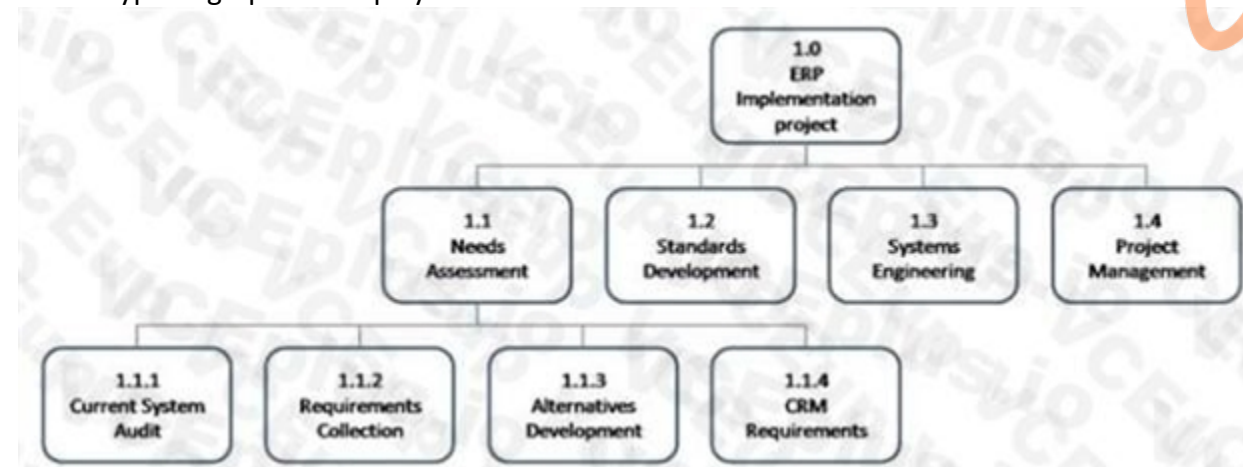 1.0
ERP
Implementation
project
1.1
Needs
Assessment
1.2
Standards
Development
1.3
Systems
Engineering
1.4
Project
Management
1.1.1
Current System
Audit
1.1.2
Requirements
Collection
1.1.3
Alternatives
Development
1.1.4
CRM
Requirements